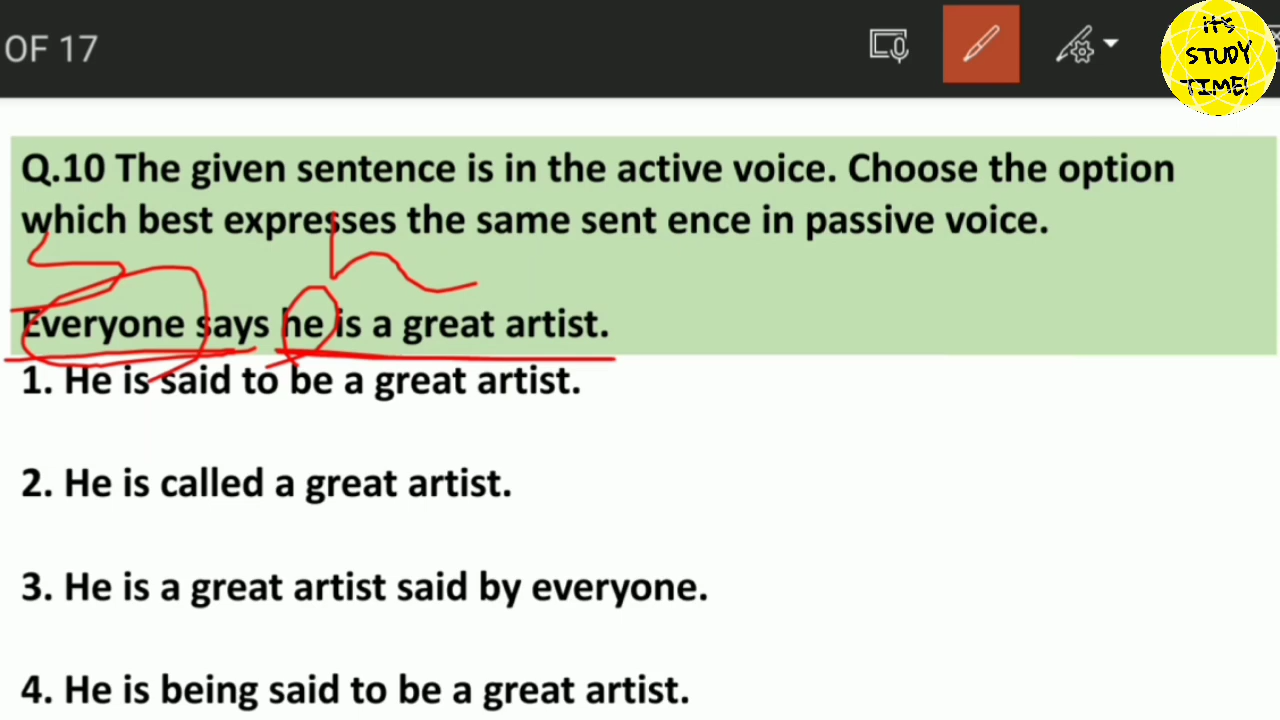 OF 17
ITS
STUDY
TIME!
Q.10 The given sentence is in the active voice. Choose the option
which best expresses the same sent ence in passive voice.
Everyone says he is a great artist.
1. He is said to be a great artist.
2. He is called a great artist.
3. He is a great artist said by everyone.
4. He is being said to be a great artist.